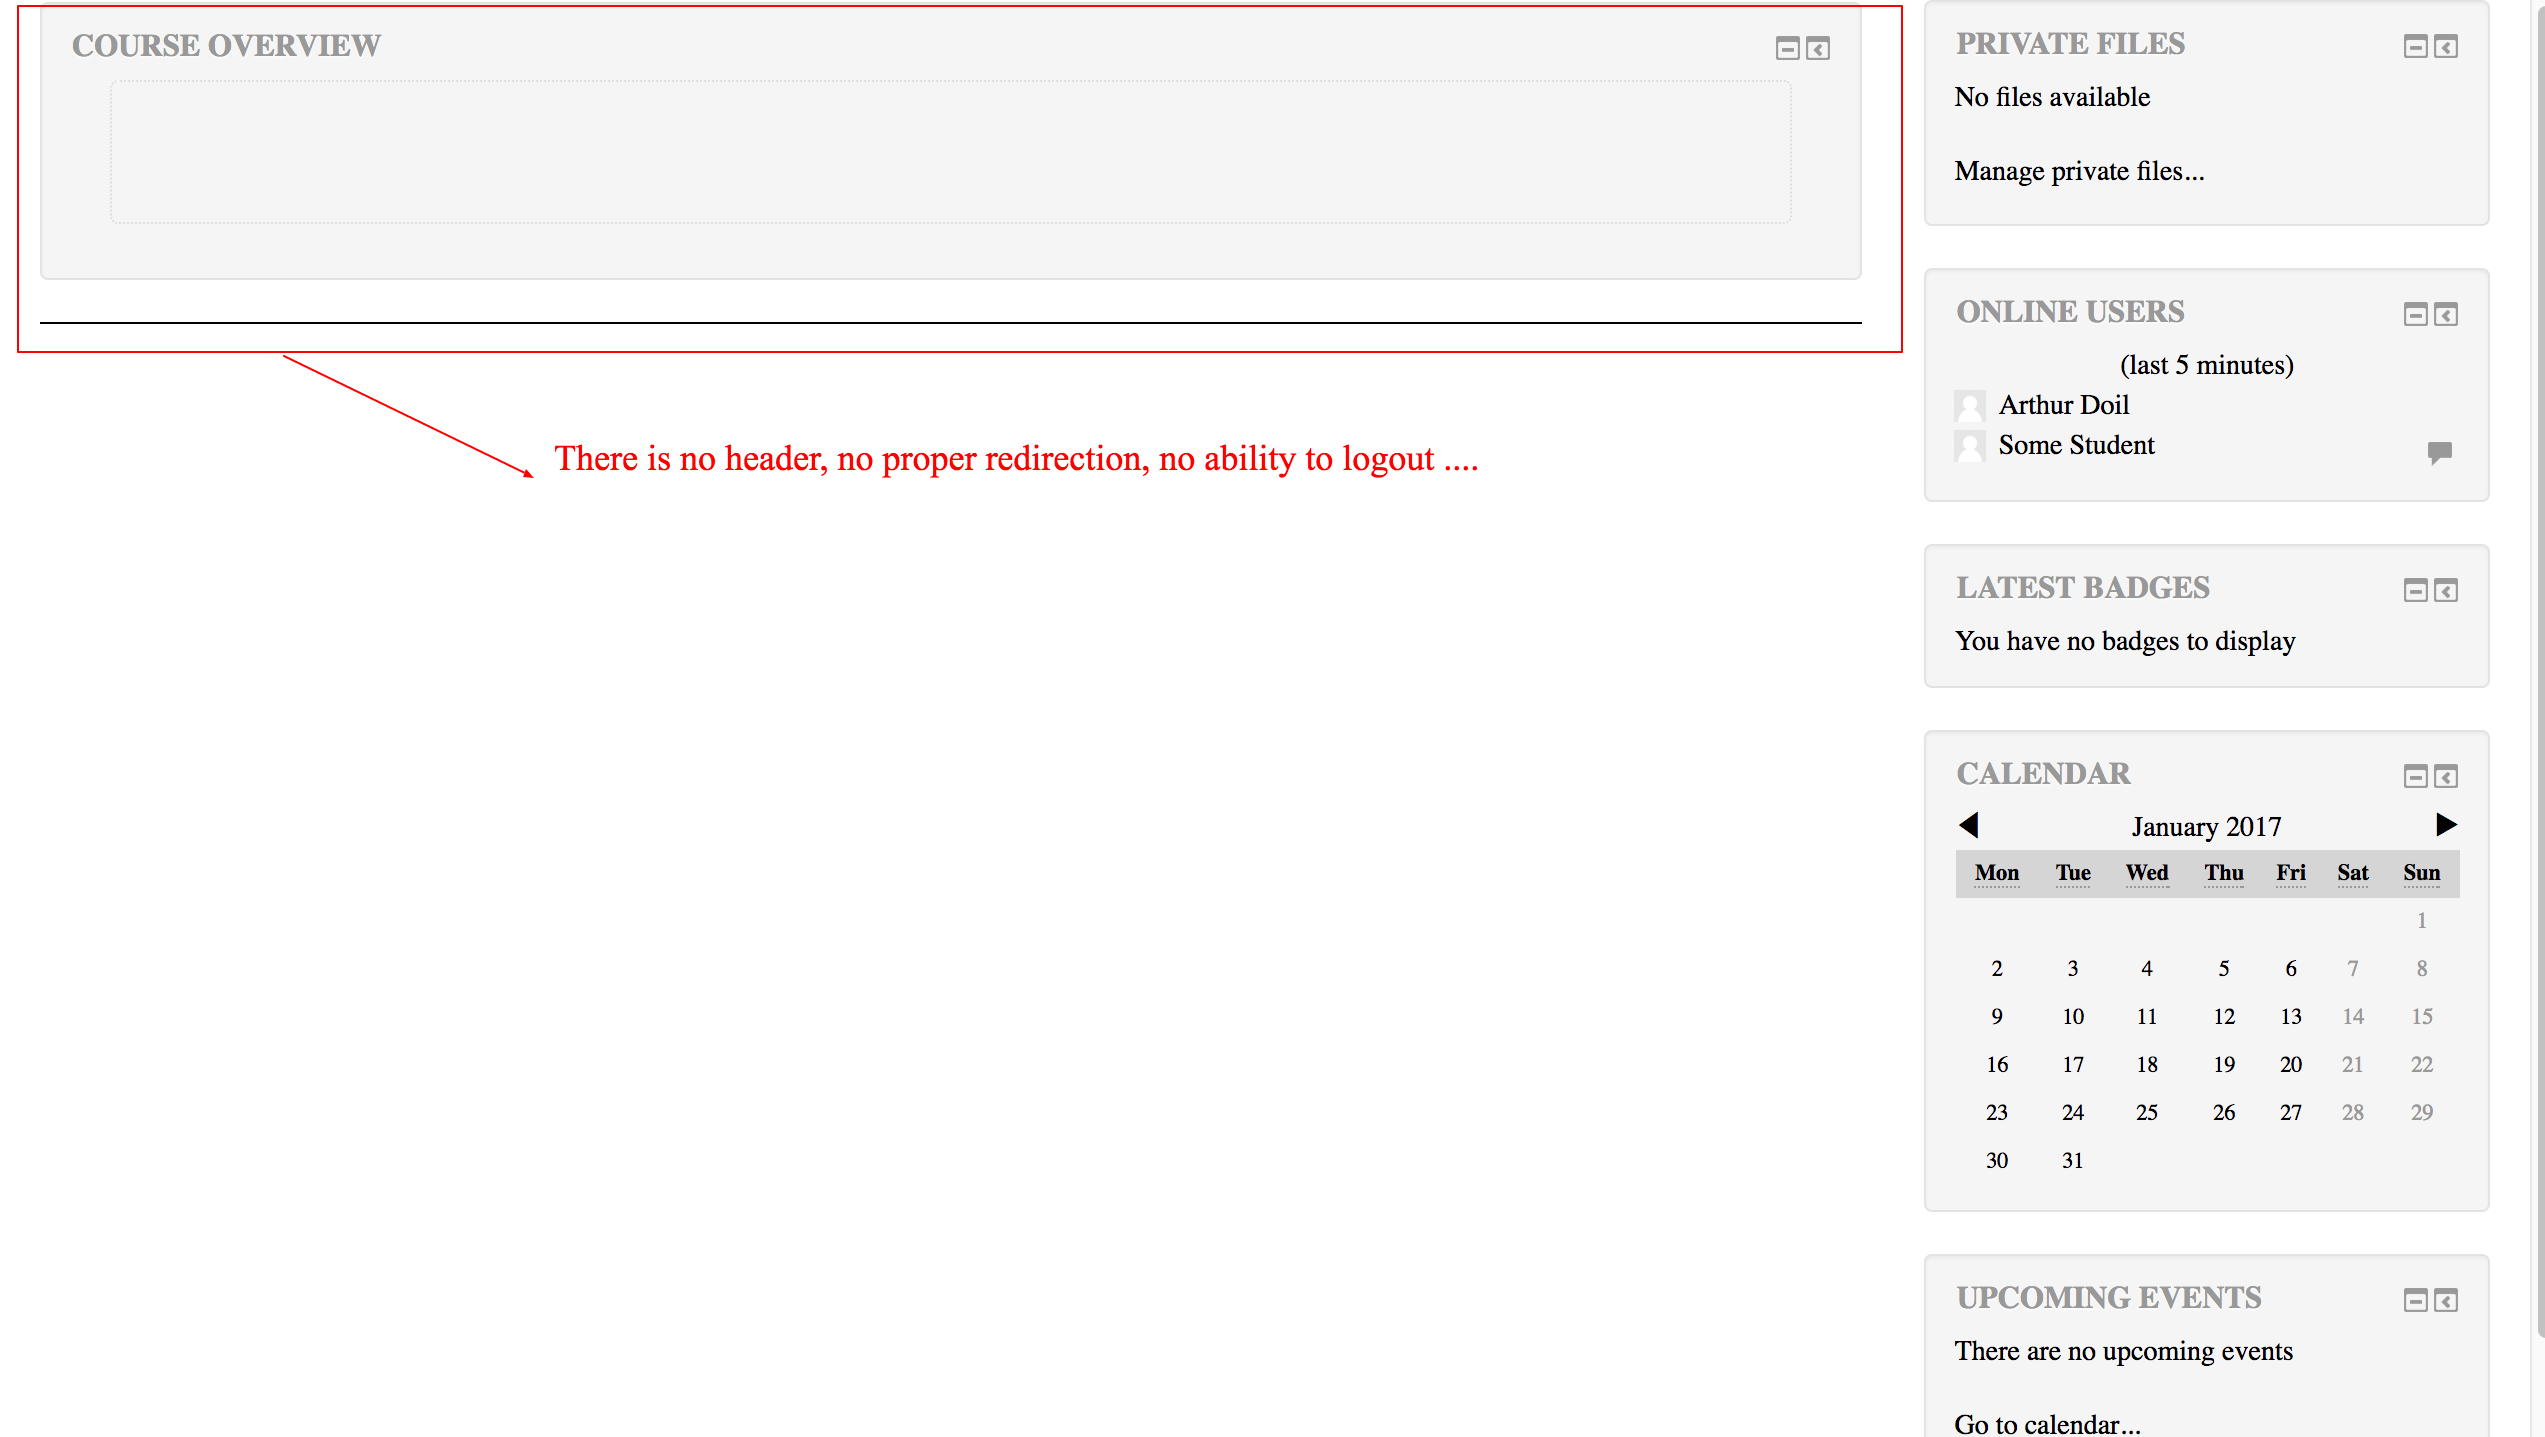 COURSE OVERVIEW
There is no header, no proper redirection, no ability to logout ....
PRIVATE FILES
No files available
Manage private files...
ONLINE USERS
(last 5 minutes)
Arthur Doil
Some Student
LATEST BADGES
You have no badges to display
CALENDAR
January 2017
Mon Tue Wed Thu Fri Sat Sun
1
2 3 4 5 6 7 8
9 10 11 12 13 14 15
16 17 18 19 20 21 22
23 24 25 26 27 28 29
30 31
UPCOMING EVENTS
There are no upcoming events
Go to calendar...